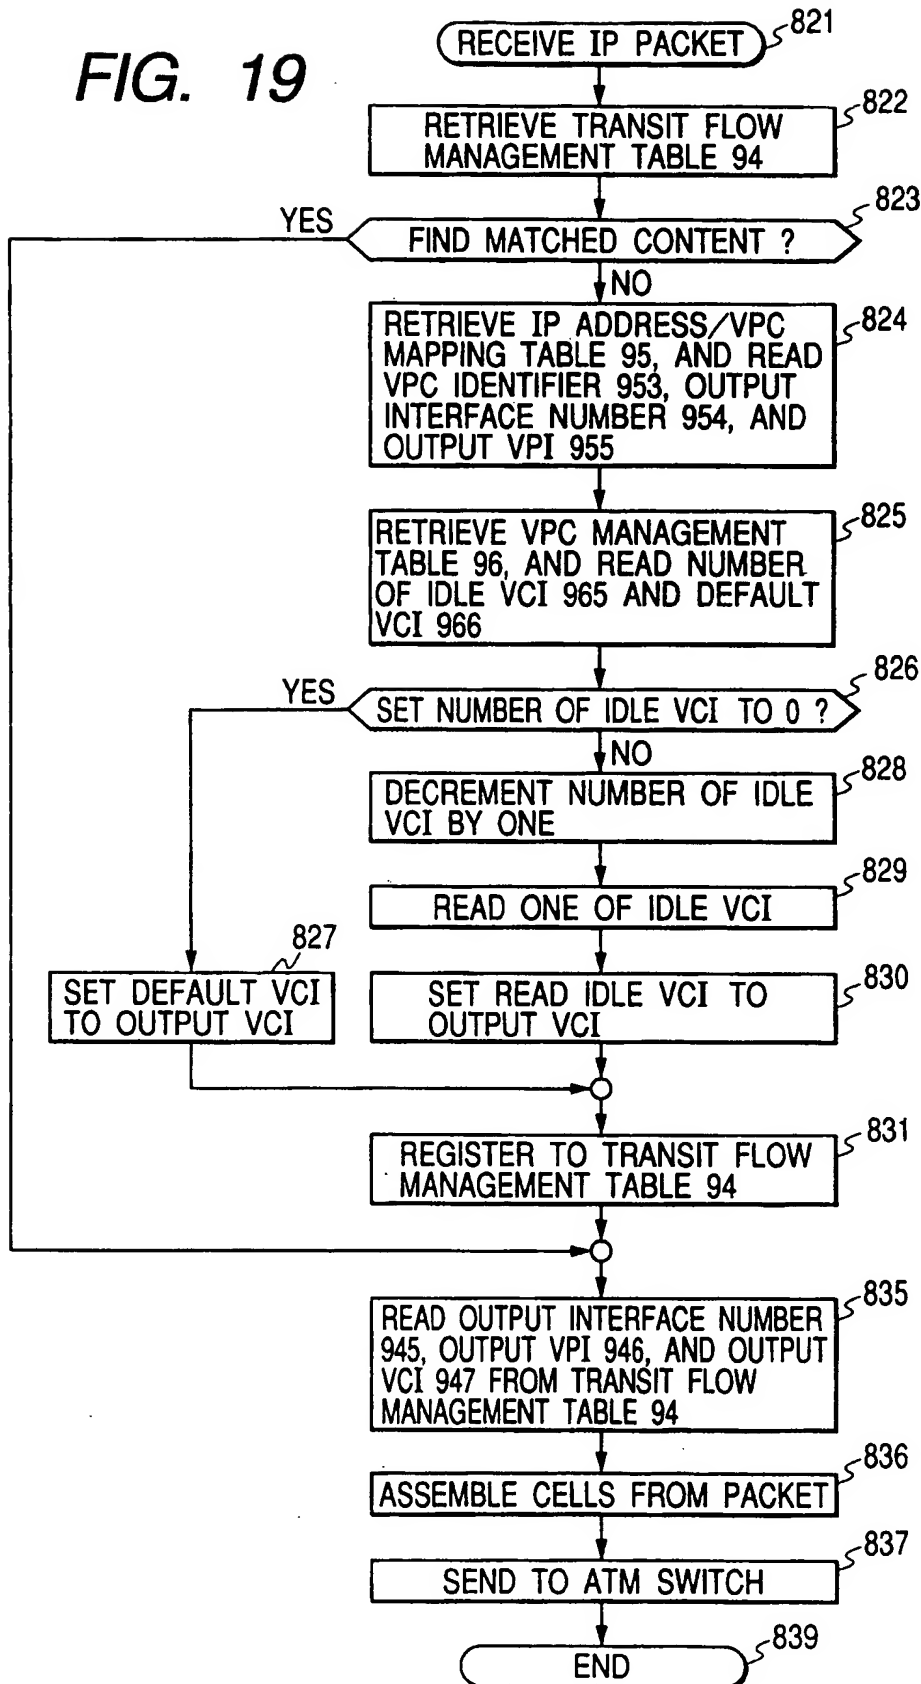 FIG. 19
RECEIVE IP PACKET
821
RETRIEVE TRANSIT FLOW
MANAGEMENT TABLE 94
822
YES
FIND MATCHED CONTENT ?
823
NO
RETRIEVE IP ADDRESS/VPC
MAPPING TABLE 95, AND READ
VPC IDENTIFIER 953, OUTPUT
INTERFACE NUMBER 954, AND
OUTPUT VPI 955
824
RETRIEVE VPC MANAGEMENT
TABLE 96, AND READ NUMBER
OF IDLE VCI 965 AND DEFAULT
VCI 966
825
YES
SET NUMBER OF IDLE VCI TO 0 ?
826
NO
DECREMENT NUMBER OF IDLE
VCI BY ONE
828
READ ONE OF IDLE VCI
829
827
SET DEFAULT VCI
TO OUTPUT VCI
SET READ IDLE VCI TO
OUTPUT VCI
830
REGISTER TO TRANSIT FLOW
MANAGEMENT TABLE 94
831
READ OUTPUT INTERFACE NUMBER
945, OUTPUT VPI 946, AND OUTPUT
VCI 947 FROM TRANSIT FLOW
MANAGEMENT TABLE 94
835
ASSEMBLE CELLS FROM PACKET
836
SEND TO ATM SWITCH
837
END
839